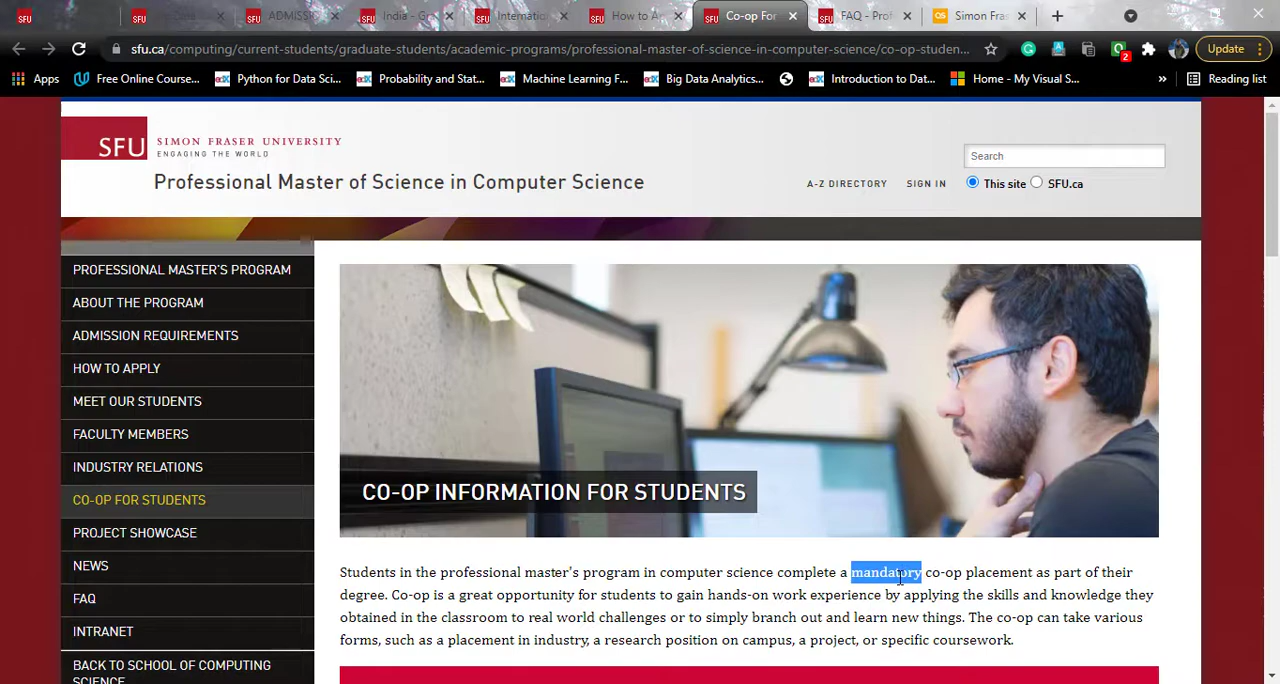 ADMISS
India - Gr
Internatio
How to Ap
Co-op For
FAQ - Prof
Simon Fras
sfu.ca/computing/current-students/graduate-students/academic-programs/professional-master-of-science-in-computer-science/co-op-studen...
Update
2
Apps
Free Online Course...
Python for Data Sci...
Probability and Stat...
Machine Learning F...
Big Data Analytics...
Introduction to Dat...
Home - My Visual S...
»
Reading list
SFU
SIMON FRASER UNIVERSITY
ENGAGING THE WORLD
Professional Master of Science in Computer Science
Search
A-Z DIRECTORY
SIGN IN
This site
SFU.ca
PROFESSIONAL MASTER'S PROGRAM
ABOUT THE PROGRAM
ADMISSION REQUIREMENTS
HOW TO APPLY
MEET OUR STUDENTS
FACULTY MEMBERS
INDUSTRY RELATIONS
CO-OP FOR STUDENTS
PROJECT SHOWCASE
NEWS
FAQ
INTRANET
BACK TO SCHOOL OF COMPUTING
SCIENCE
CO-OP INFORMATION FOR STUDENTS
Students in the professional master's program in computer science complete a mandatory co-op placement as part of their
degree. Co-op is a great opportunity for students to gain hands-on work experience by applying the skills and knowledge they
obtained in the classroom to real world challenges or to simply branch out and learn new things. The co-op can take various
forms, such as a placement in industry, a research position on campus, a project, or specific coursework.